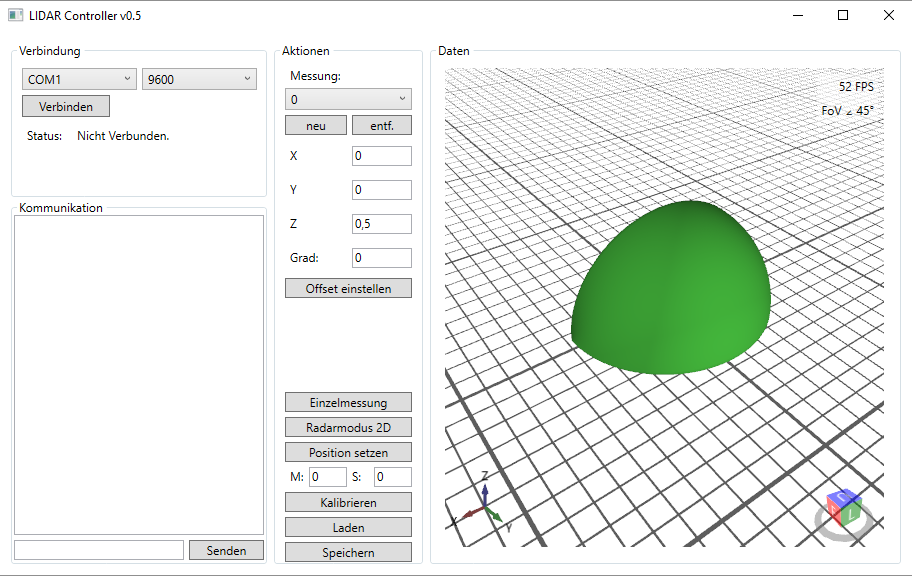 LIDAR Controller v0.5
Verbindung
COM1
9600
Verbinden
Status: Nicht Verbunden.
Kommunikation
Senden
Aktionen
Messung:
0
neu
entf.
X 0
Y 0
Z 0,5
Grad: 0
Offset einstellen
Einzelmessung
Radarmodus 2D
Position setzen
M: 0 S: 0
Kalibrieren
Laden
Speichern
Daten
52 FPS
FoV ∠ 45°
Z
X
Y